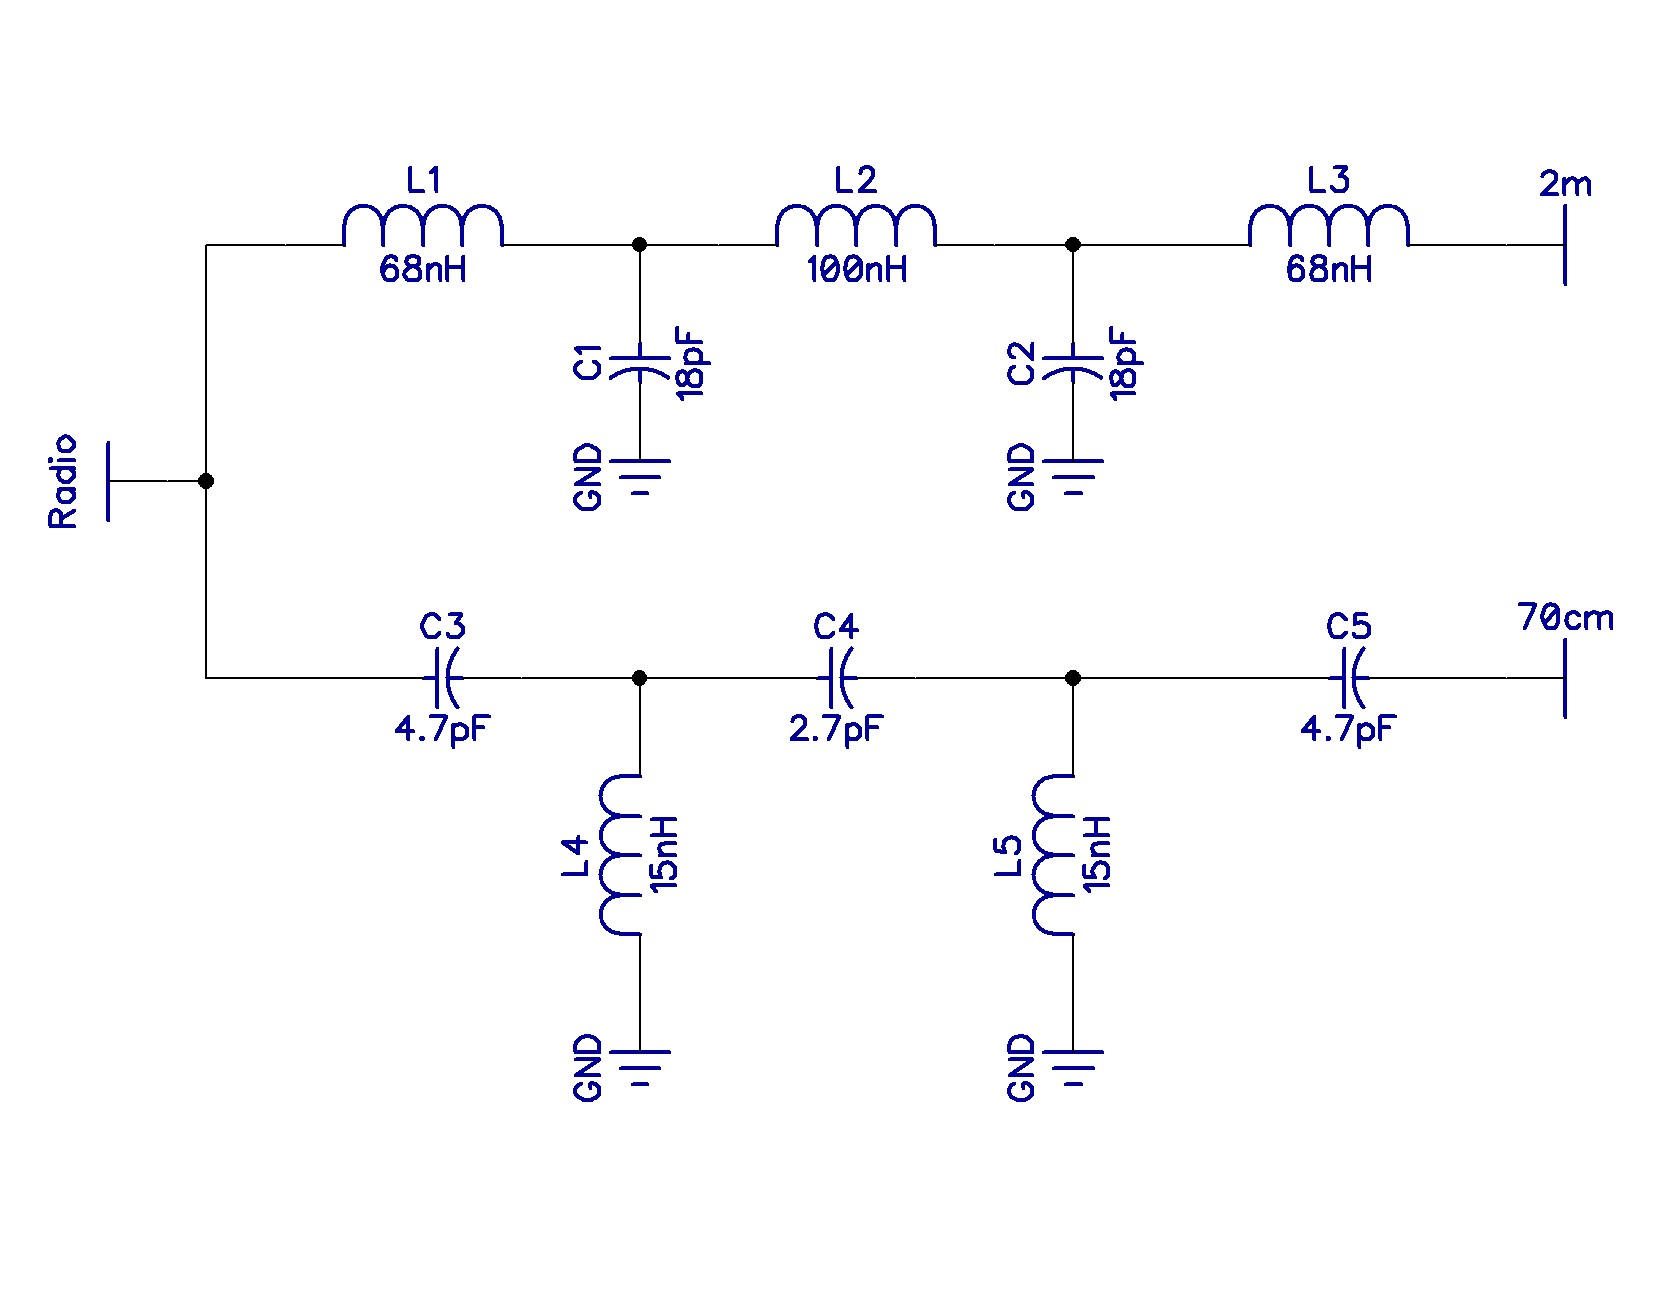 L1
68nH
L2
100nH
L3
68nH
2m
C1
18pF
GND
C2
18pF
GND
Radio
C3
4.7pF
C4
2.7pF
C5
4.7pF
70cm
L4
15nH
GND
L5
15nH
GND